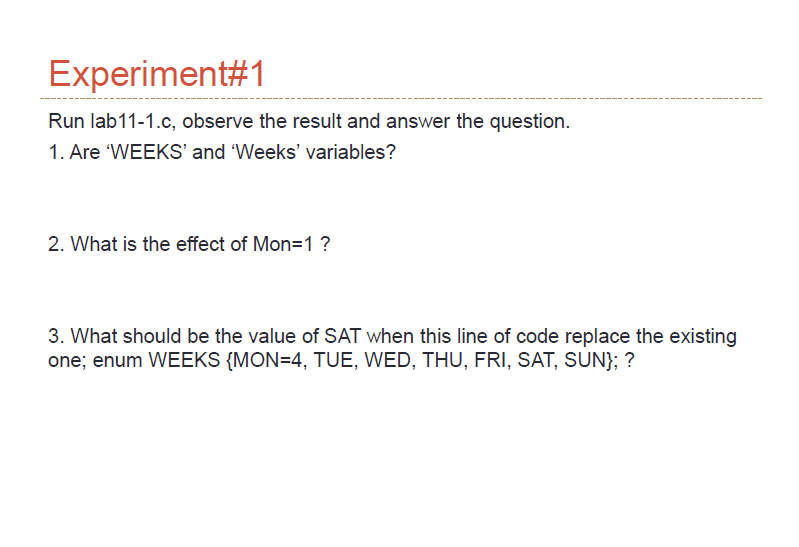 Experiment#1
Run lab11-1.c, observe the result and answer the question.
1. Are ‘WEEKS’ and ‘Weeks’ variables?
2. What is the effect of Mon=1 ?
3. What should be the value of SAT when this line of code replace the existing
one; enum WEEKS {MON=4, TUE, WED, THU, FRI, SAT, SUN}; ?